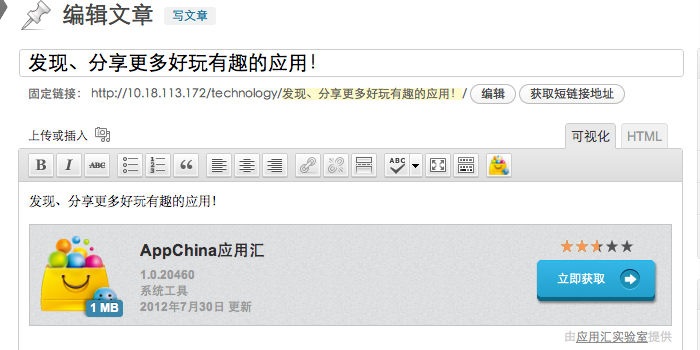 编辑文章 写文章
发现、分享更多好玩有趣的应用！
固定链接： http://10.18.113.172/technology/发现、分享更多好玩有趣的应用！/ 编辑 获取短链接地址
上传或插入 可视化 HTML
B I ABC ABC
发现、分享更多好玩有趣的应用！
AppChina应用汇
1.0.20460
系统工具
2012年7月30日 更新
1 MB
立即获取
由应用汇实验室提供